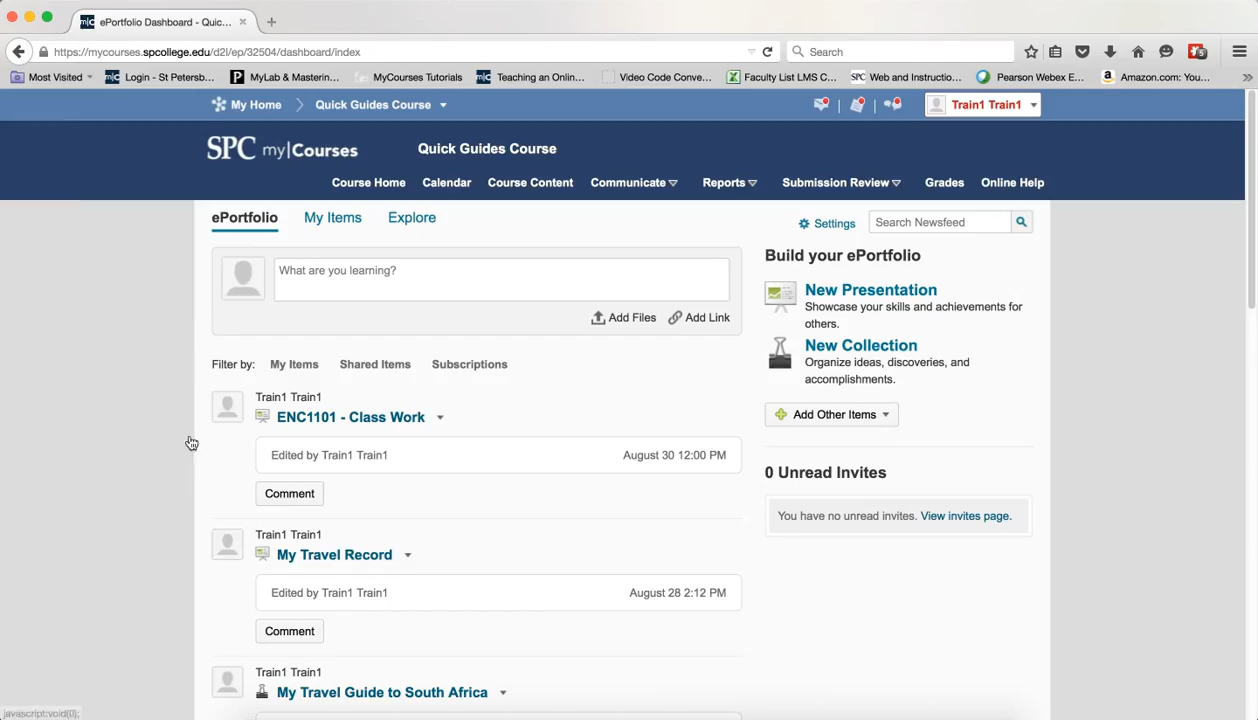 ePortfolio Dashboard - Quic...
https://mycourses.spcollege.edu/d2l/ep/32504/dashboard/index
Search
Most Visited
Login - St Petersb...
MyLab & Mastering...
MyCourses Tutorials
Teaching an Onlin...
Video Code Conve...
Faculty List LMS C...
Web and Instructio...
Pearson Webex E...
Amazon.com: You...
My Home
Quick Guides Course
Train1 Train1
SPC my|Courses
Quick Guides Course
Course Home
Calendar
Course Content
Communicate
Reports
Submission Review
Grades
Online Help
ePortfolio
My Items
Explore
Settings
Search Newsfeed
What are you learning?
Add Files
Add Link
Filter by:
My Items
Shared Items
Subscriptions
Train1 Train1
ENC1101 - Class Work
Edited by Train1 Train1
August 30 12:00 PM
Comment
Train1 Train1
My Travel Record
Edited by Train1 Train1
August 28 2:12 PM
Comment
Train1 Train1
My Travel Guide to South Africa
Build your ePortfolio
New Presentation
Showcase your skills and achievements for
others.
New Collection
Organize ideas, discoveries, and
accomplishments.
Add Other Items
0 Unread Invites
You have no unread invites. View invites page.
javascript:void(0);